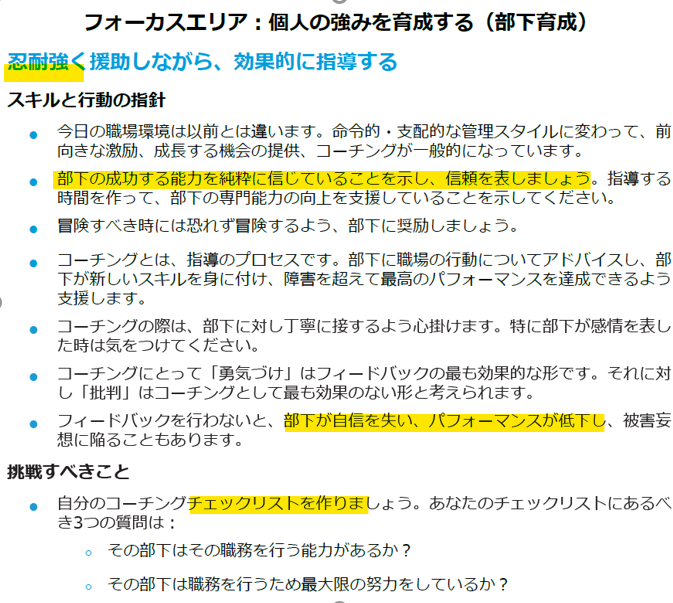 フォーカスエリア：個人の強みを育成する（部下育成）
忍耐強く援助しながら、効果的に指導する
スキルと行動の指針
今日の職場環境は以前とは違います。命令的・支配的な管理スタイルに変わって、前
向きな激励、成長する機会の提供、コーチングが一般的になっています。
部下の成功する能力を純粋に信じていることを示し、信頼を表しましょう。指導する
時間を作って、部下の専門能力の向上を支援していることを示してください。
冒険すべき時には恐れず冒険するよう、部下に奨励しましょう。
コーチングとは、指導のプロセスです。部下に職場の行動についてアドバイスし、部
下が新しいスキルを身に付け、障害を超えて最高のパフォーマンスを達成できるよう
支援します。
コーチングの際は、部下に対し丁寧に接するよう心掛けます。特に部下が感情を表し
た時は気をつけてください。
コーチングにとって「勇気づけ」はフィードバックの最も効果的な形です。それに対
し「批判」はコーチングとして最も効果のない形と考えられます。
フィードバックを行わないと、部下が自信を失い、パフォーマンスが低下し、被害妄
想に陥ることもあります。
挑戦すべきこと
自分のコーチングチェックリストを作りましょう。あなたのチェックリストにあるべ
き3つの質問は：
その部下はその職務を行う能力があるか？
その部下は職務を行うため最大限の努力をしているか？